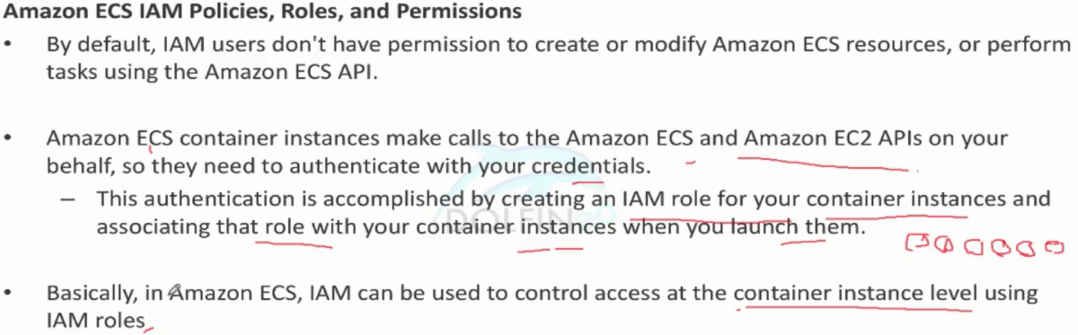 Amazon ECS IAM Policies, Roles, and Permissions
• By default, IAM users don't have permission to create or modify Amazon ECS resources, or perform
tasks using the Amazon ECS API.
• Amazon ECS container instances make calls to the Amazon ECS and Amazon EC2 APIs on your
behalf, so they need to authenticate with your credentials.
– This authentication is accomplished by creating an IAM role for your container instances and
associating that role with your container instances when you launch them.
• Basically, in Amazon ECS, IAM can be used to control access at the container instance level using
IAM roles